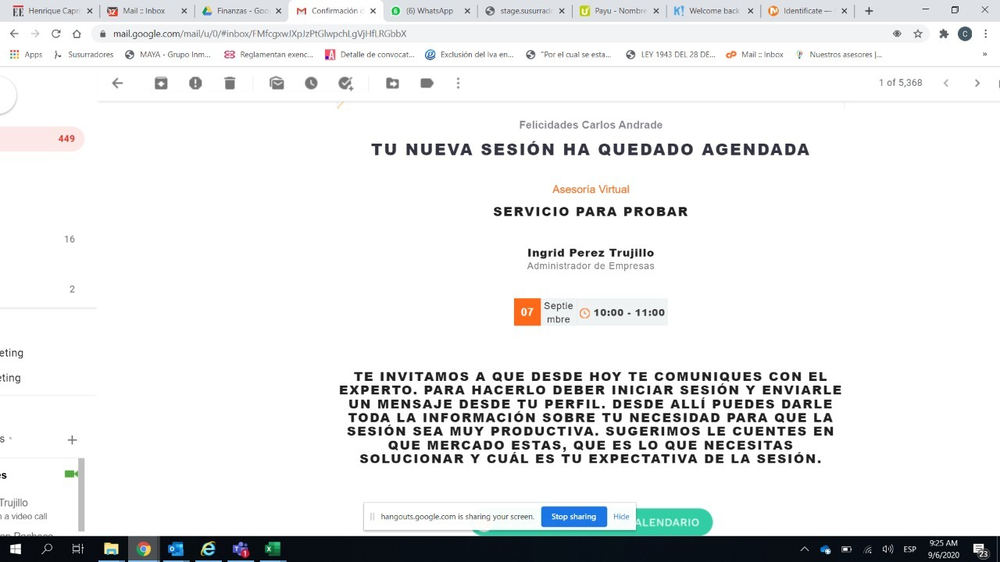 Enrique Car
Mail :: Inbox
Finanzas - Goo
Confirmación d
(6) WhatsApp
stage.susurrado
Payu - Nombre
Welcome back
Identificate —
mail.google.com/mail/u/0/#inbox/FMfcgxwJXpJzPtGlwpchLgVjHflRGbbX
C
Apps
Susurradores
MAYA - Grupo Inm...
Reglamentan exenc...
Detalle de convocat...
Exclusión del Iva en...
"Por el cual se esta...
LEY 1943 DEL 28 DE...
Mail :: Inbox
Nuestros asesores |...
»
1 of 5,368
Felicidades Carlos Andrade
449
TU NUEVA SESIÓN HA QUEDADO AGENDADA
Asesoría Virtual
SERVICIO PARA PROBAR
16
Ingrid Perez Trujillo
Administrador de Empresas
2
07
Septie
mbre
10:00 - 11:00
eting
eting
TE INVITAMOS A QUE DESDE HOY TE COMUNIQUES CON EL
EXPERTO. PARA HACERLO DEBER INICIAR SESIÓN Y ENVIARLE
UN MENSAJE DESDE TU PERFIL. DESDE ALLÍ PUEDES DARLE
TODA LA INFORMACIÓN SOBRE TU NECESIDAD PARA QUE LA
SESIÓN SEA MUY PRODUCTIVA. SUGERIMOS LE CUENTES EN
QUE MERCADO ESTAS, QUE ES LO QUE NECESITAS
SOLUCIONAR Y CUÁL ES TU EXPECTATIVA DE LA SESIÓN.
Trujillo
a video call
hangouts.google.com is sharing your screen.
Stop sharing
Hide
ALENDARIO
ESP
9:25 AM
9/6/2020
23